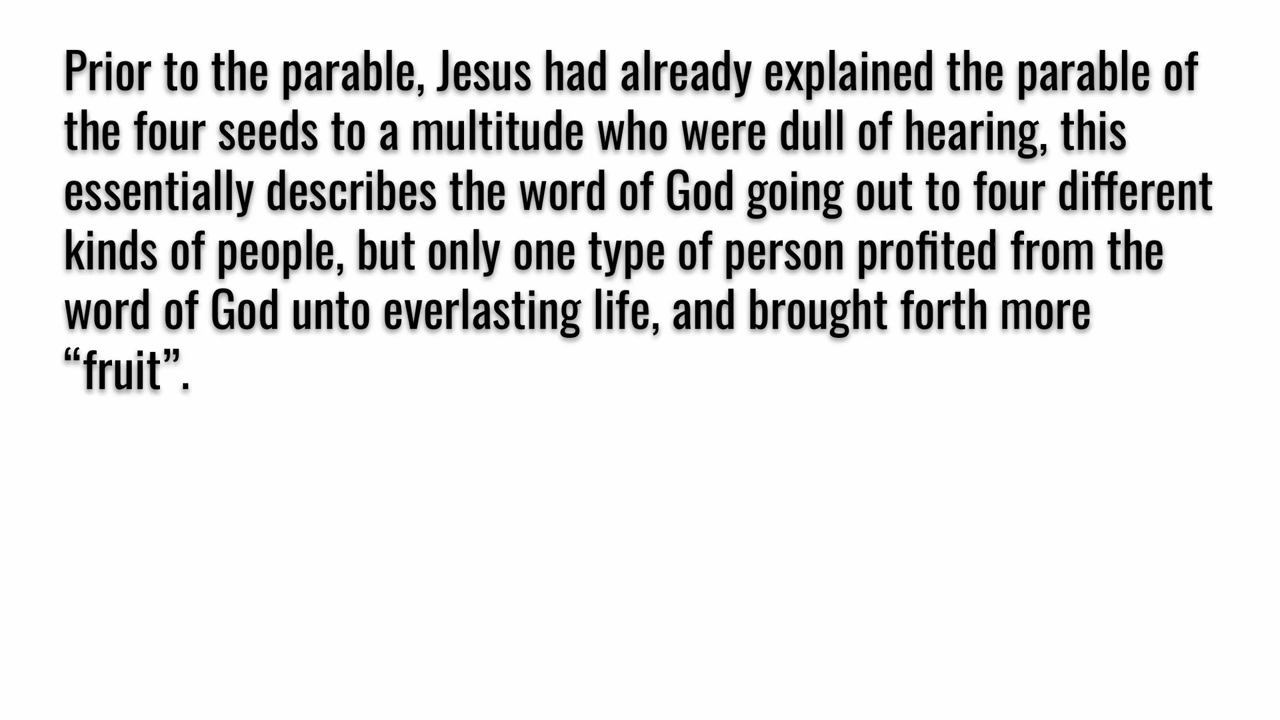 Prior to the parable, Jesus had already explained the parable of
the four seeds to a multitude who were dull of hearing, this
essentially describes the word of God going out to four different
kinds of people, but only one type of person profited from the
word of God unto everlasting life, and brought forth more
“fruit”.